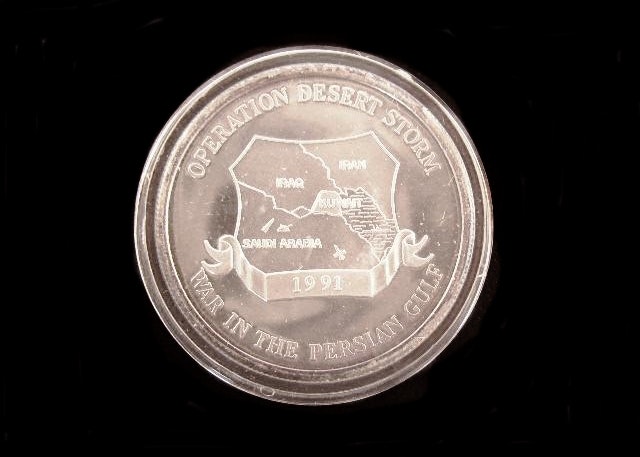 OPERATION DESERT STORM
IRAN
IRAQ
KUWAIT
SAUDI ARABIA
1991
WAR IN THE PERSIAN GULF